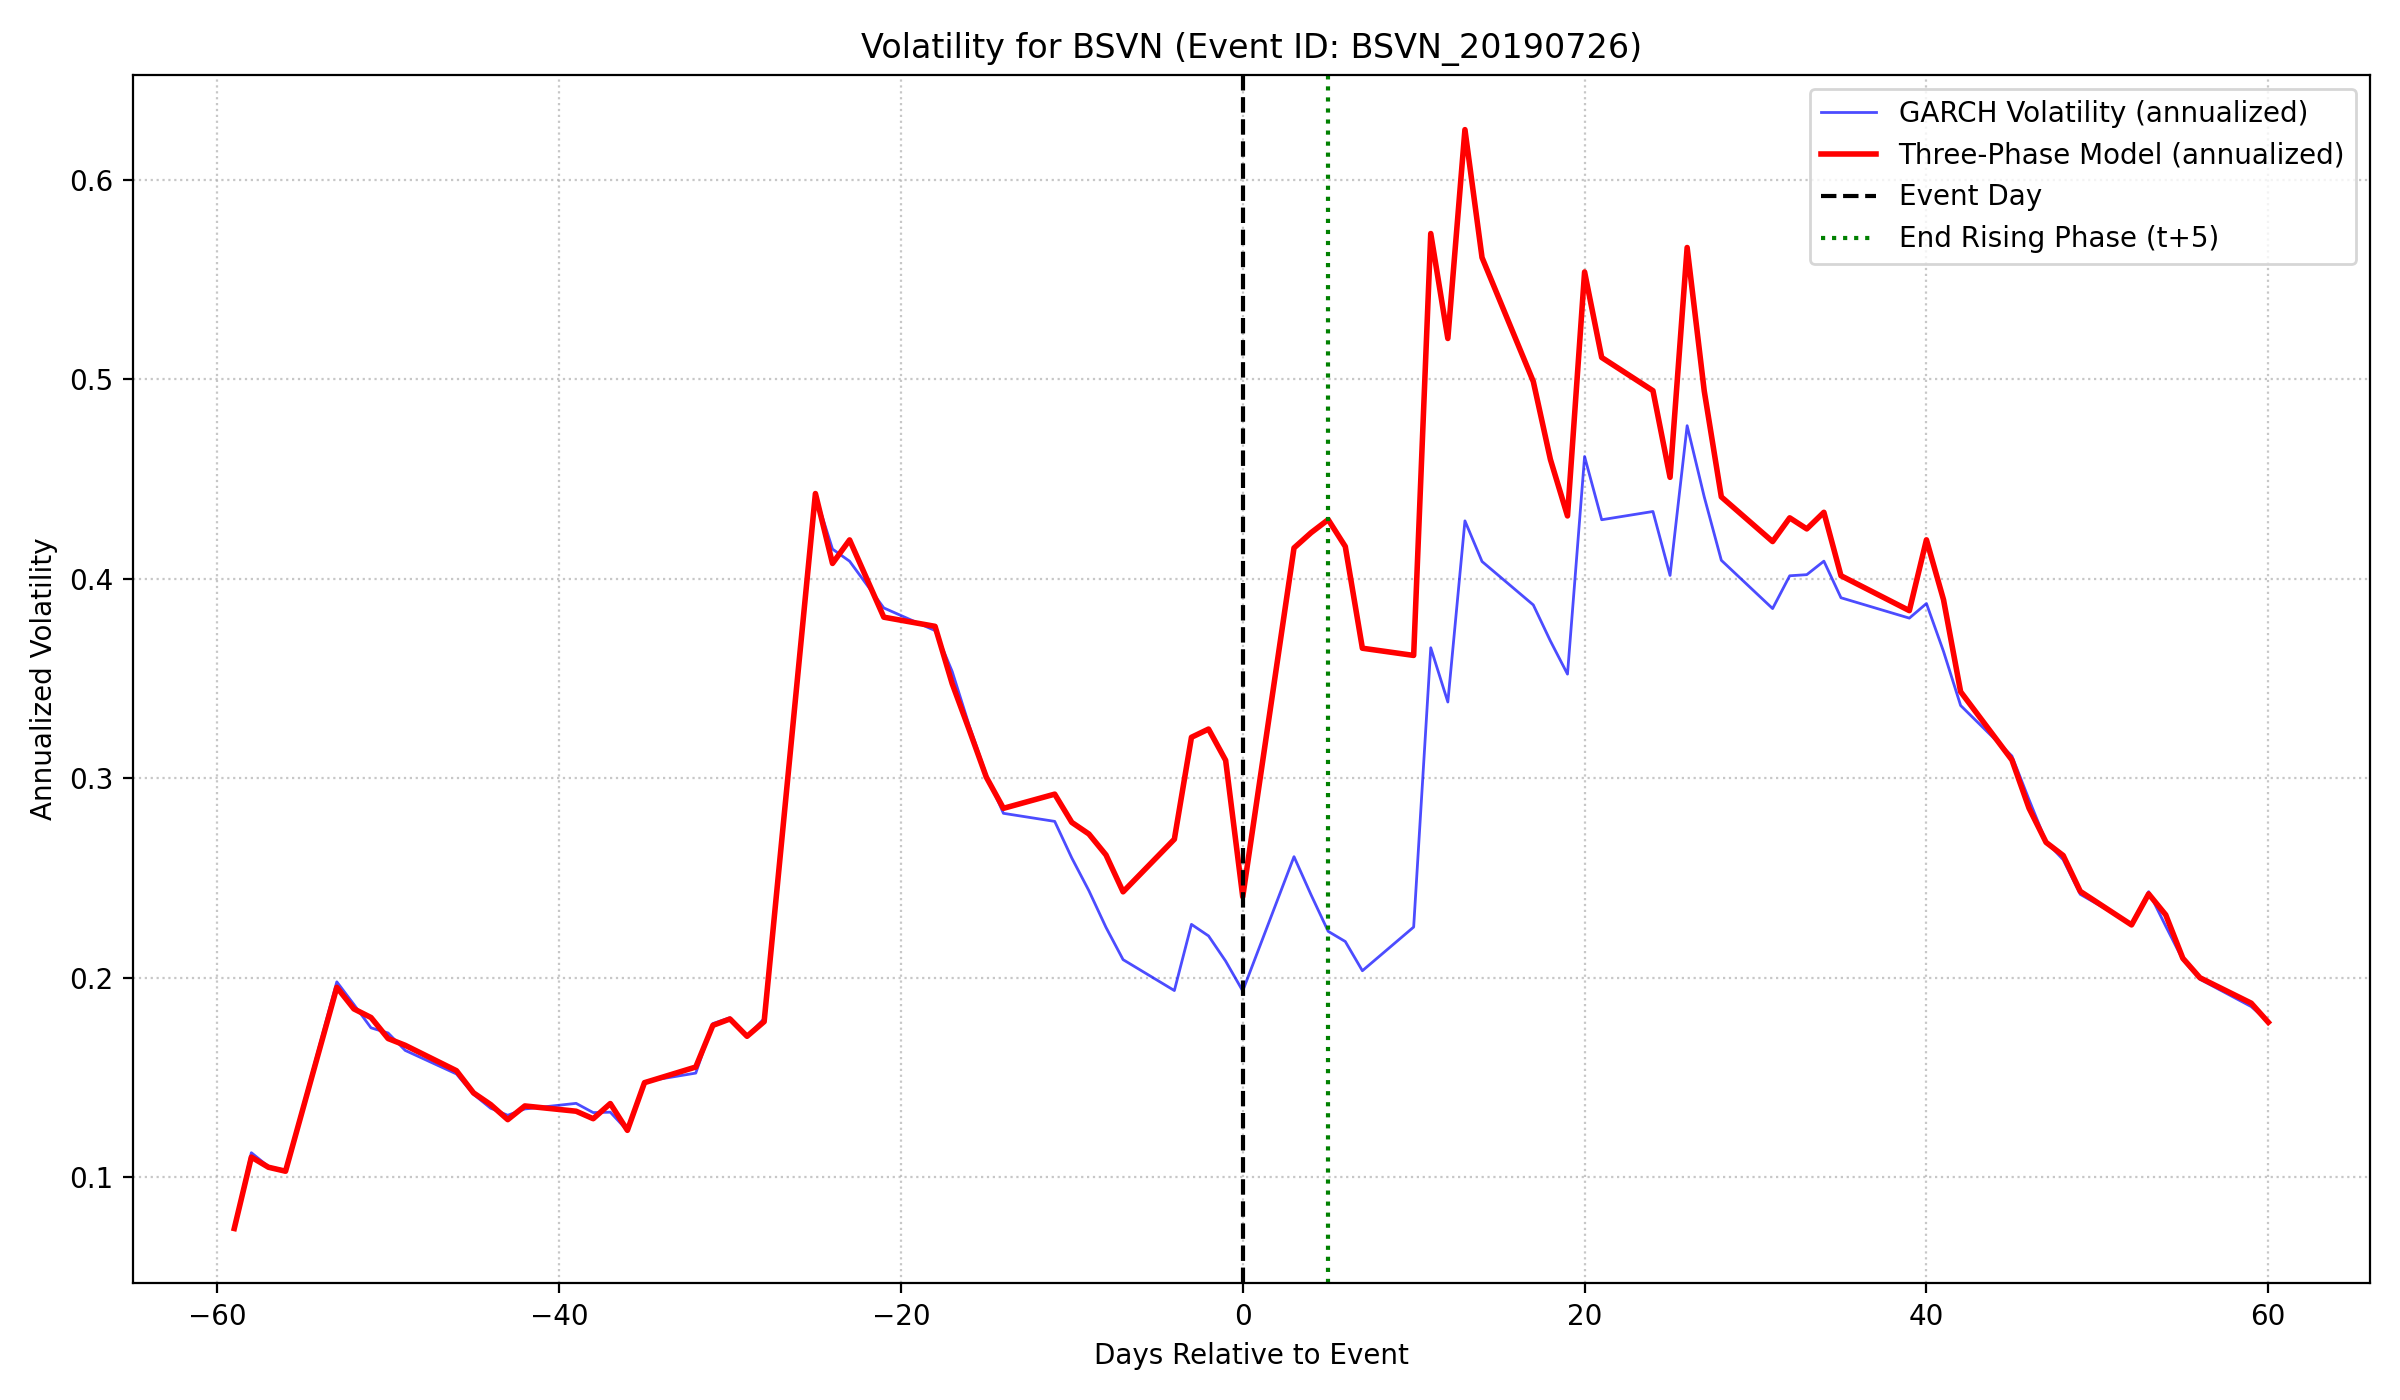 Volatility for BSVN (Event ID: BSVN_20190726)
GARCH Volatility (annualized)
Three-Phase Model (annualized)
Event Day
End Rising Phase (t+5)
Annualized Volatility
0.6
0.5
0.4
0.3
0.2
0.1
−60 −40 −20 0 20 40 60
Days Relative to Event